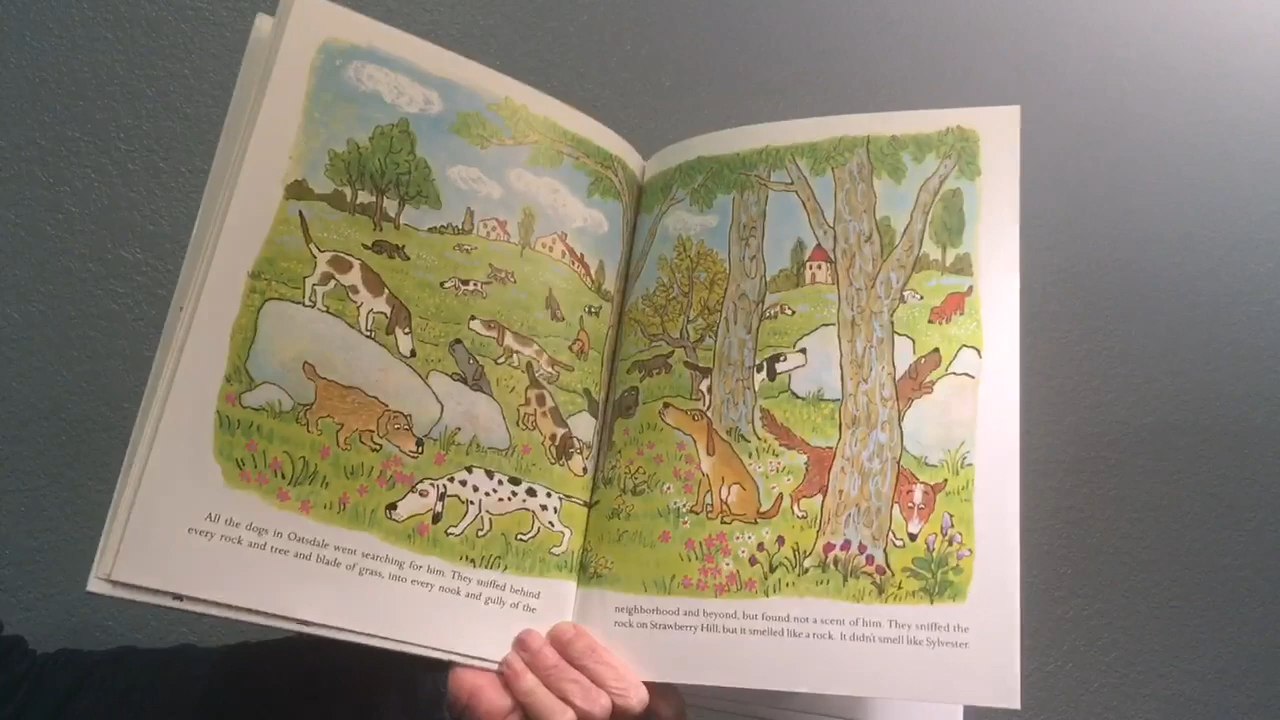 All the dogs in Oatsdale went searching for him. They sniffed behind
every rock and tree and blade of grass, into every nook and gully of the
neighborhood and beyond, but found not a scent of him. They sniffed the
rock on Strawberry Hill, but it smelled like a rock. It didn't smell like Sylvester.